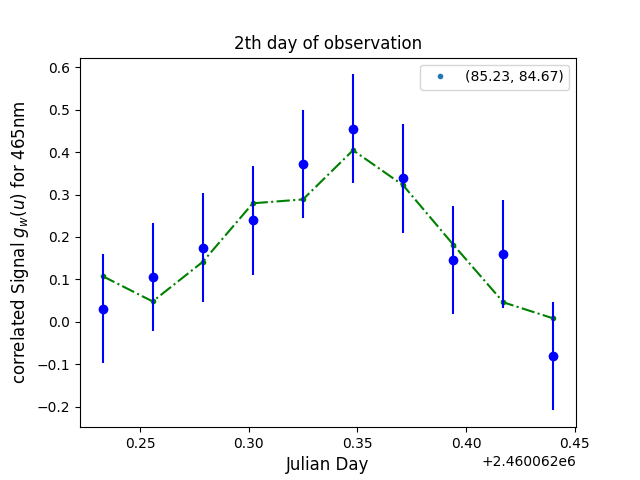 2th day of observation
(85.23, 84.67)
correlated Signal g_w(u) for 465nm
0.6
0.5
0.4
0.3
0.2
0.1
0.0
−0.1
−0.2
0.25 0.30 0.35 0.40 0.45
+2.460062e6
Julian Day